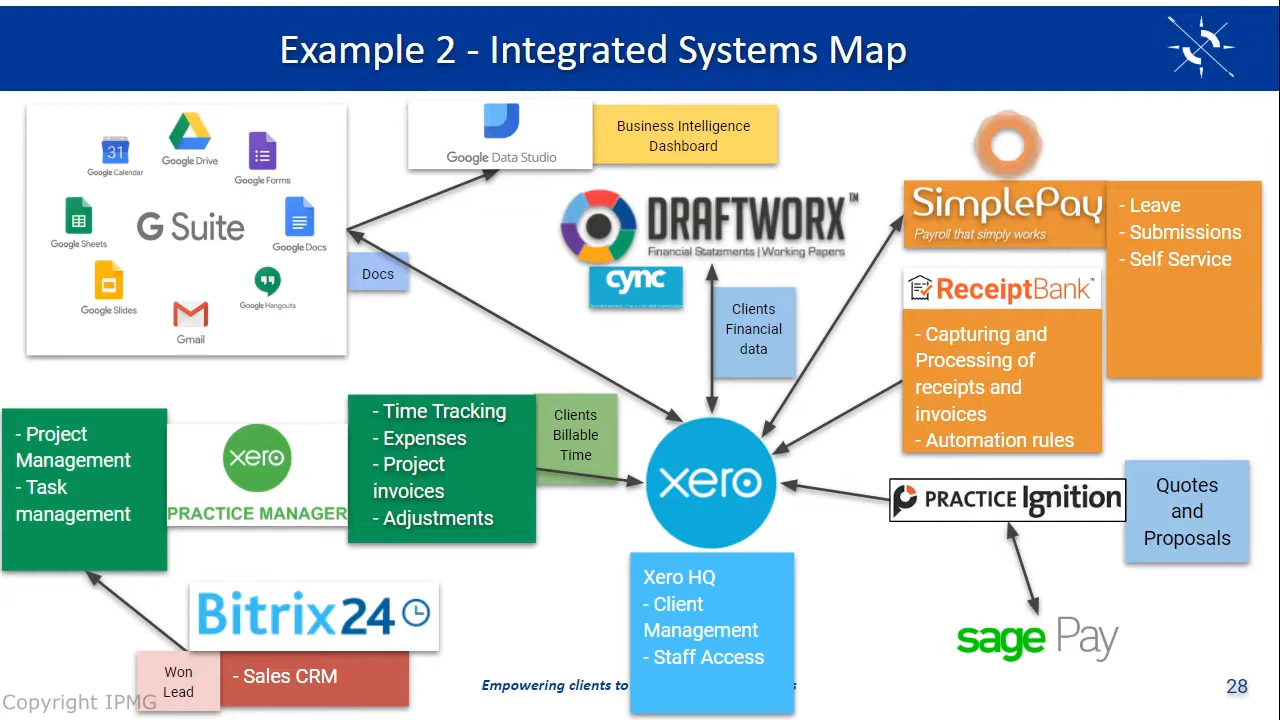 Example 2 - Integrated Systems Map
31
Google Calendar
Google Drive
Google Forms
Google Sheets
G Suite
Google Docs
Google Slides
Gmail
Google Hangouts
Docs
Google Data Studio
Business Intelligence
Dashboard
DRAFTWORX™
Financial Statements | Working Papers
cync
Clients
Financial
data
SimplePay
Payroll that simply works
- Leave
- Submissions
- Self Service
ReceiptBank
- Capturing and
Processing of
receipts and
invoices
- Automation rules
- Project
Management
- Task
management
xero
PRACTICE MANAGER
- Time Tracking
- Expenses
- Project
invoices
- Adjustments
Clients
Billable
Time
xero
Xero HQ
- Client
Management
- Staff Access
PRACTICE Ignition
Quotes
and
Proposals
sage Pay
Bitrix24
Won
Lead
- Sales CRM
Empowering clients to
Copyright IPMG
28